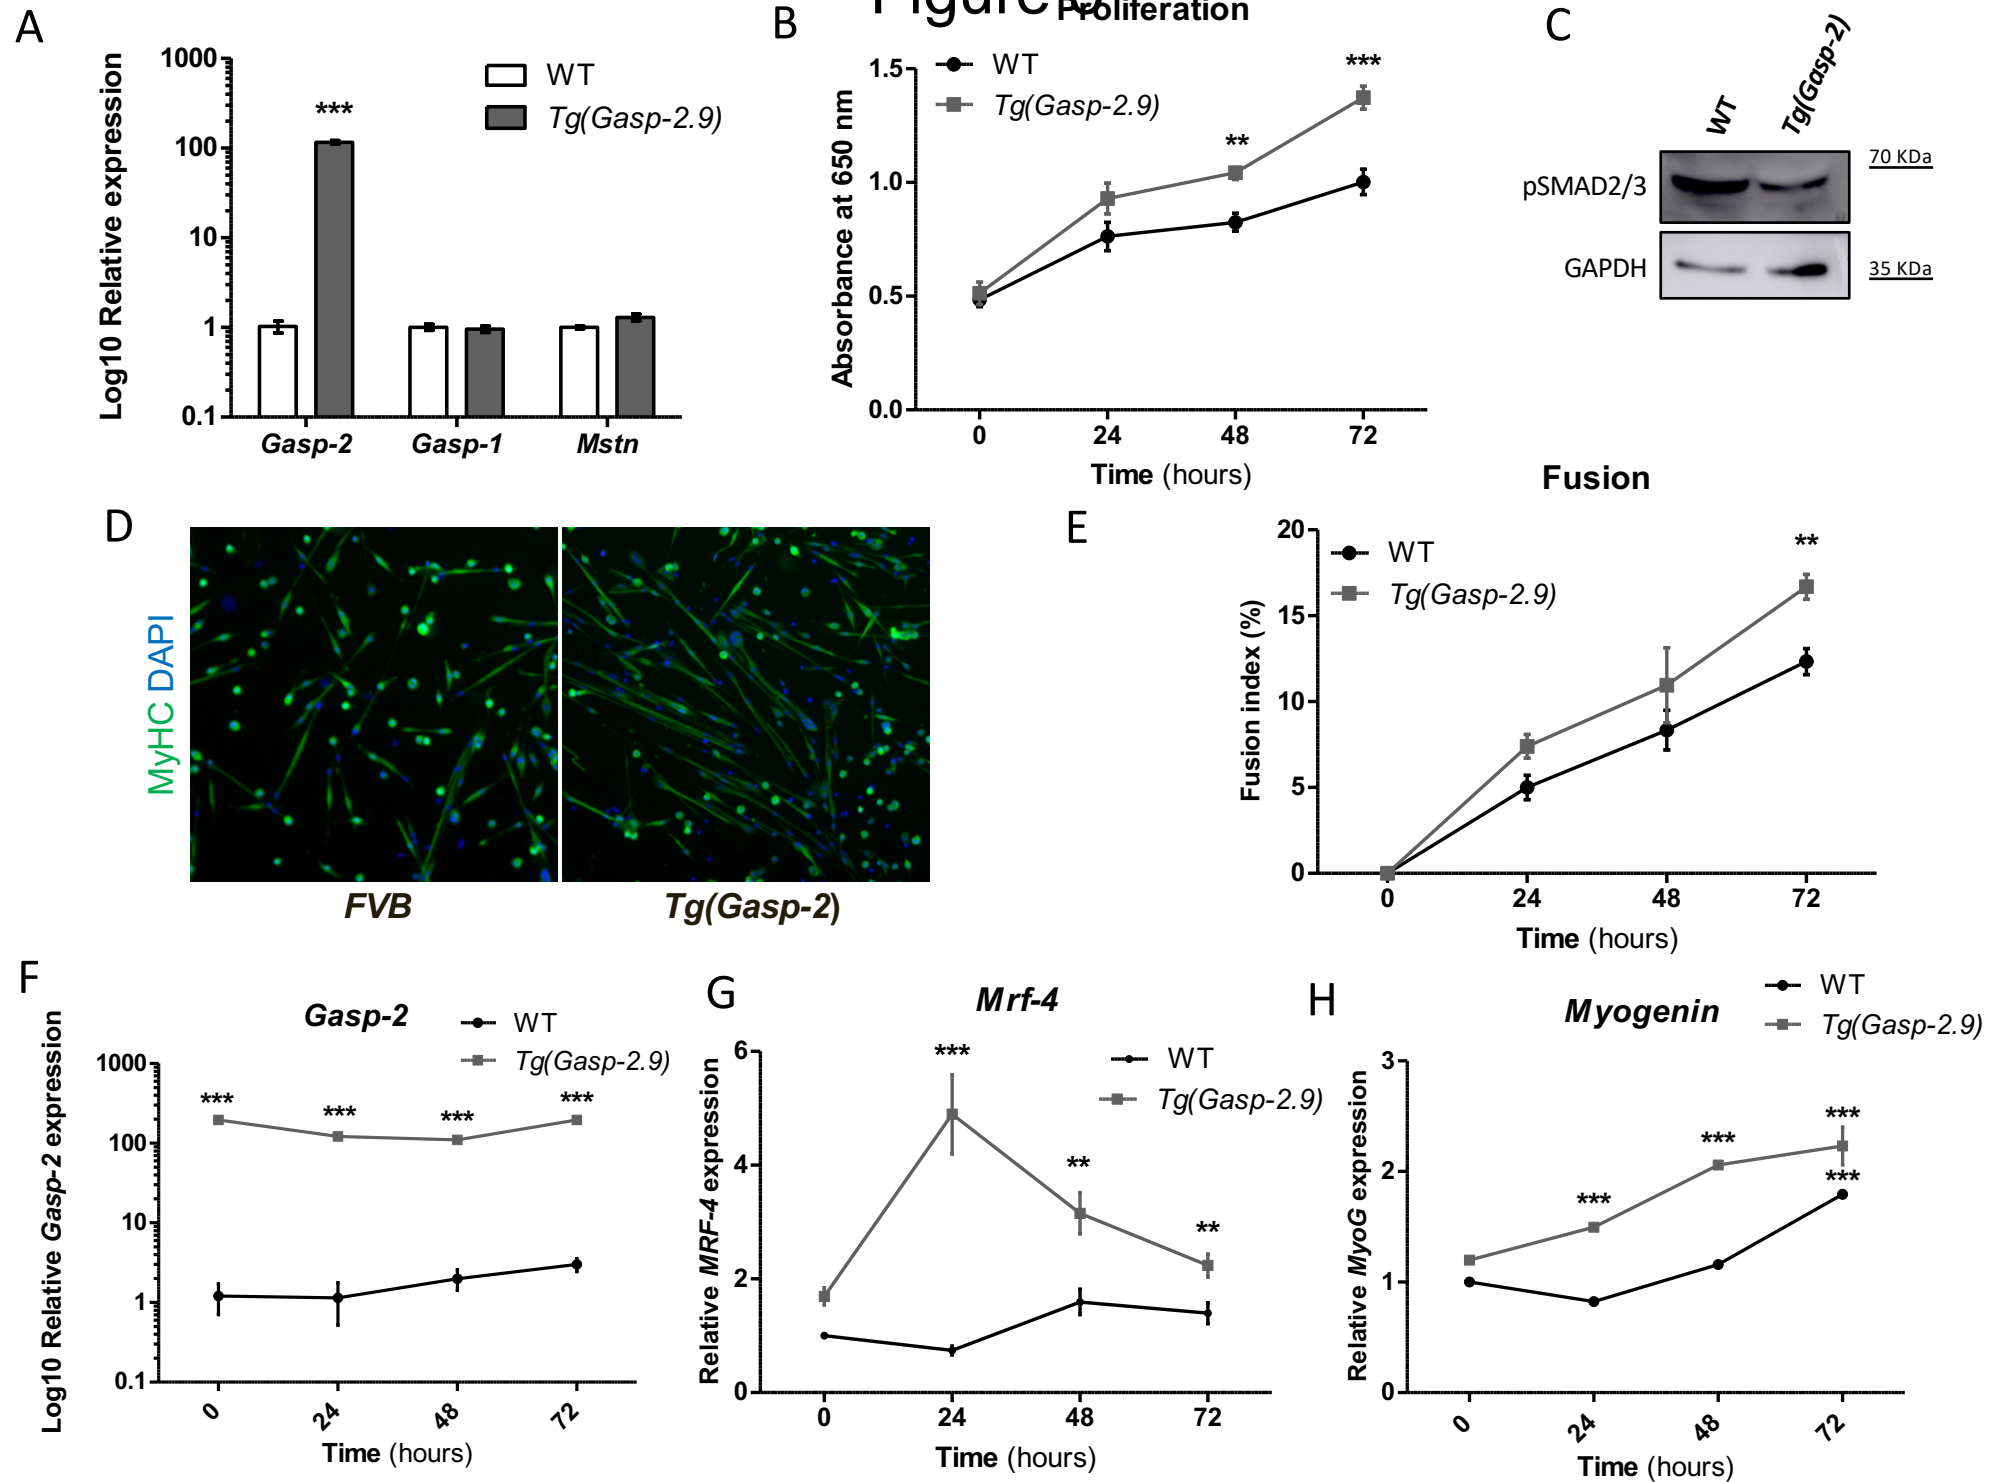 Figure
A
Log10 Relative expression
1000
100
10
1
0.1
***
WT
Tg(Gasp-2.9)
Gasp-2
Gasp-1
Mstn
B
Proliferation
Absorbance at 650 nm
1.5
1.0
0.5
0.0
WT
Tg(Gasp-2.9)
**
***
0
24
48
72
Time (hours)
C
WT
Tg(Gasp-2)
pSMAD2/3
70 KDa
GAPDH
35 KDa
D
MyHC DAPI
FVB
Tg(Gasp-2)
E
Fusion
Fusion index (%)
20
15
10
5
0
WT
Tg(Gasp-2.9)
**
0
24
48
72
Time (hours)
F
Gasp-2
WT
Tg(Gasp-2.9)
Log10 Relative Gasp-2 expression
1000
100
10
1
0.1
***
***
***
***
0
24
48
72
Time (hours)
G
Mrf-4
WT
Tg(Gasp-2.9)
Relative MRF-4 expression
6
4
2
0
***
**
**
0
24
48
72
Time (hours)
H
Myogenin
WT
Tg(Gasp-2.9)
Relative MyoG expression
3
2
1
0
***
***
***
***
0
24
48
72
Time (hours)